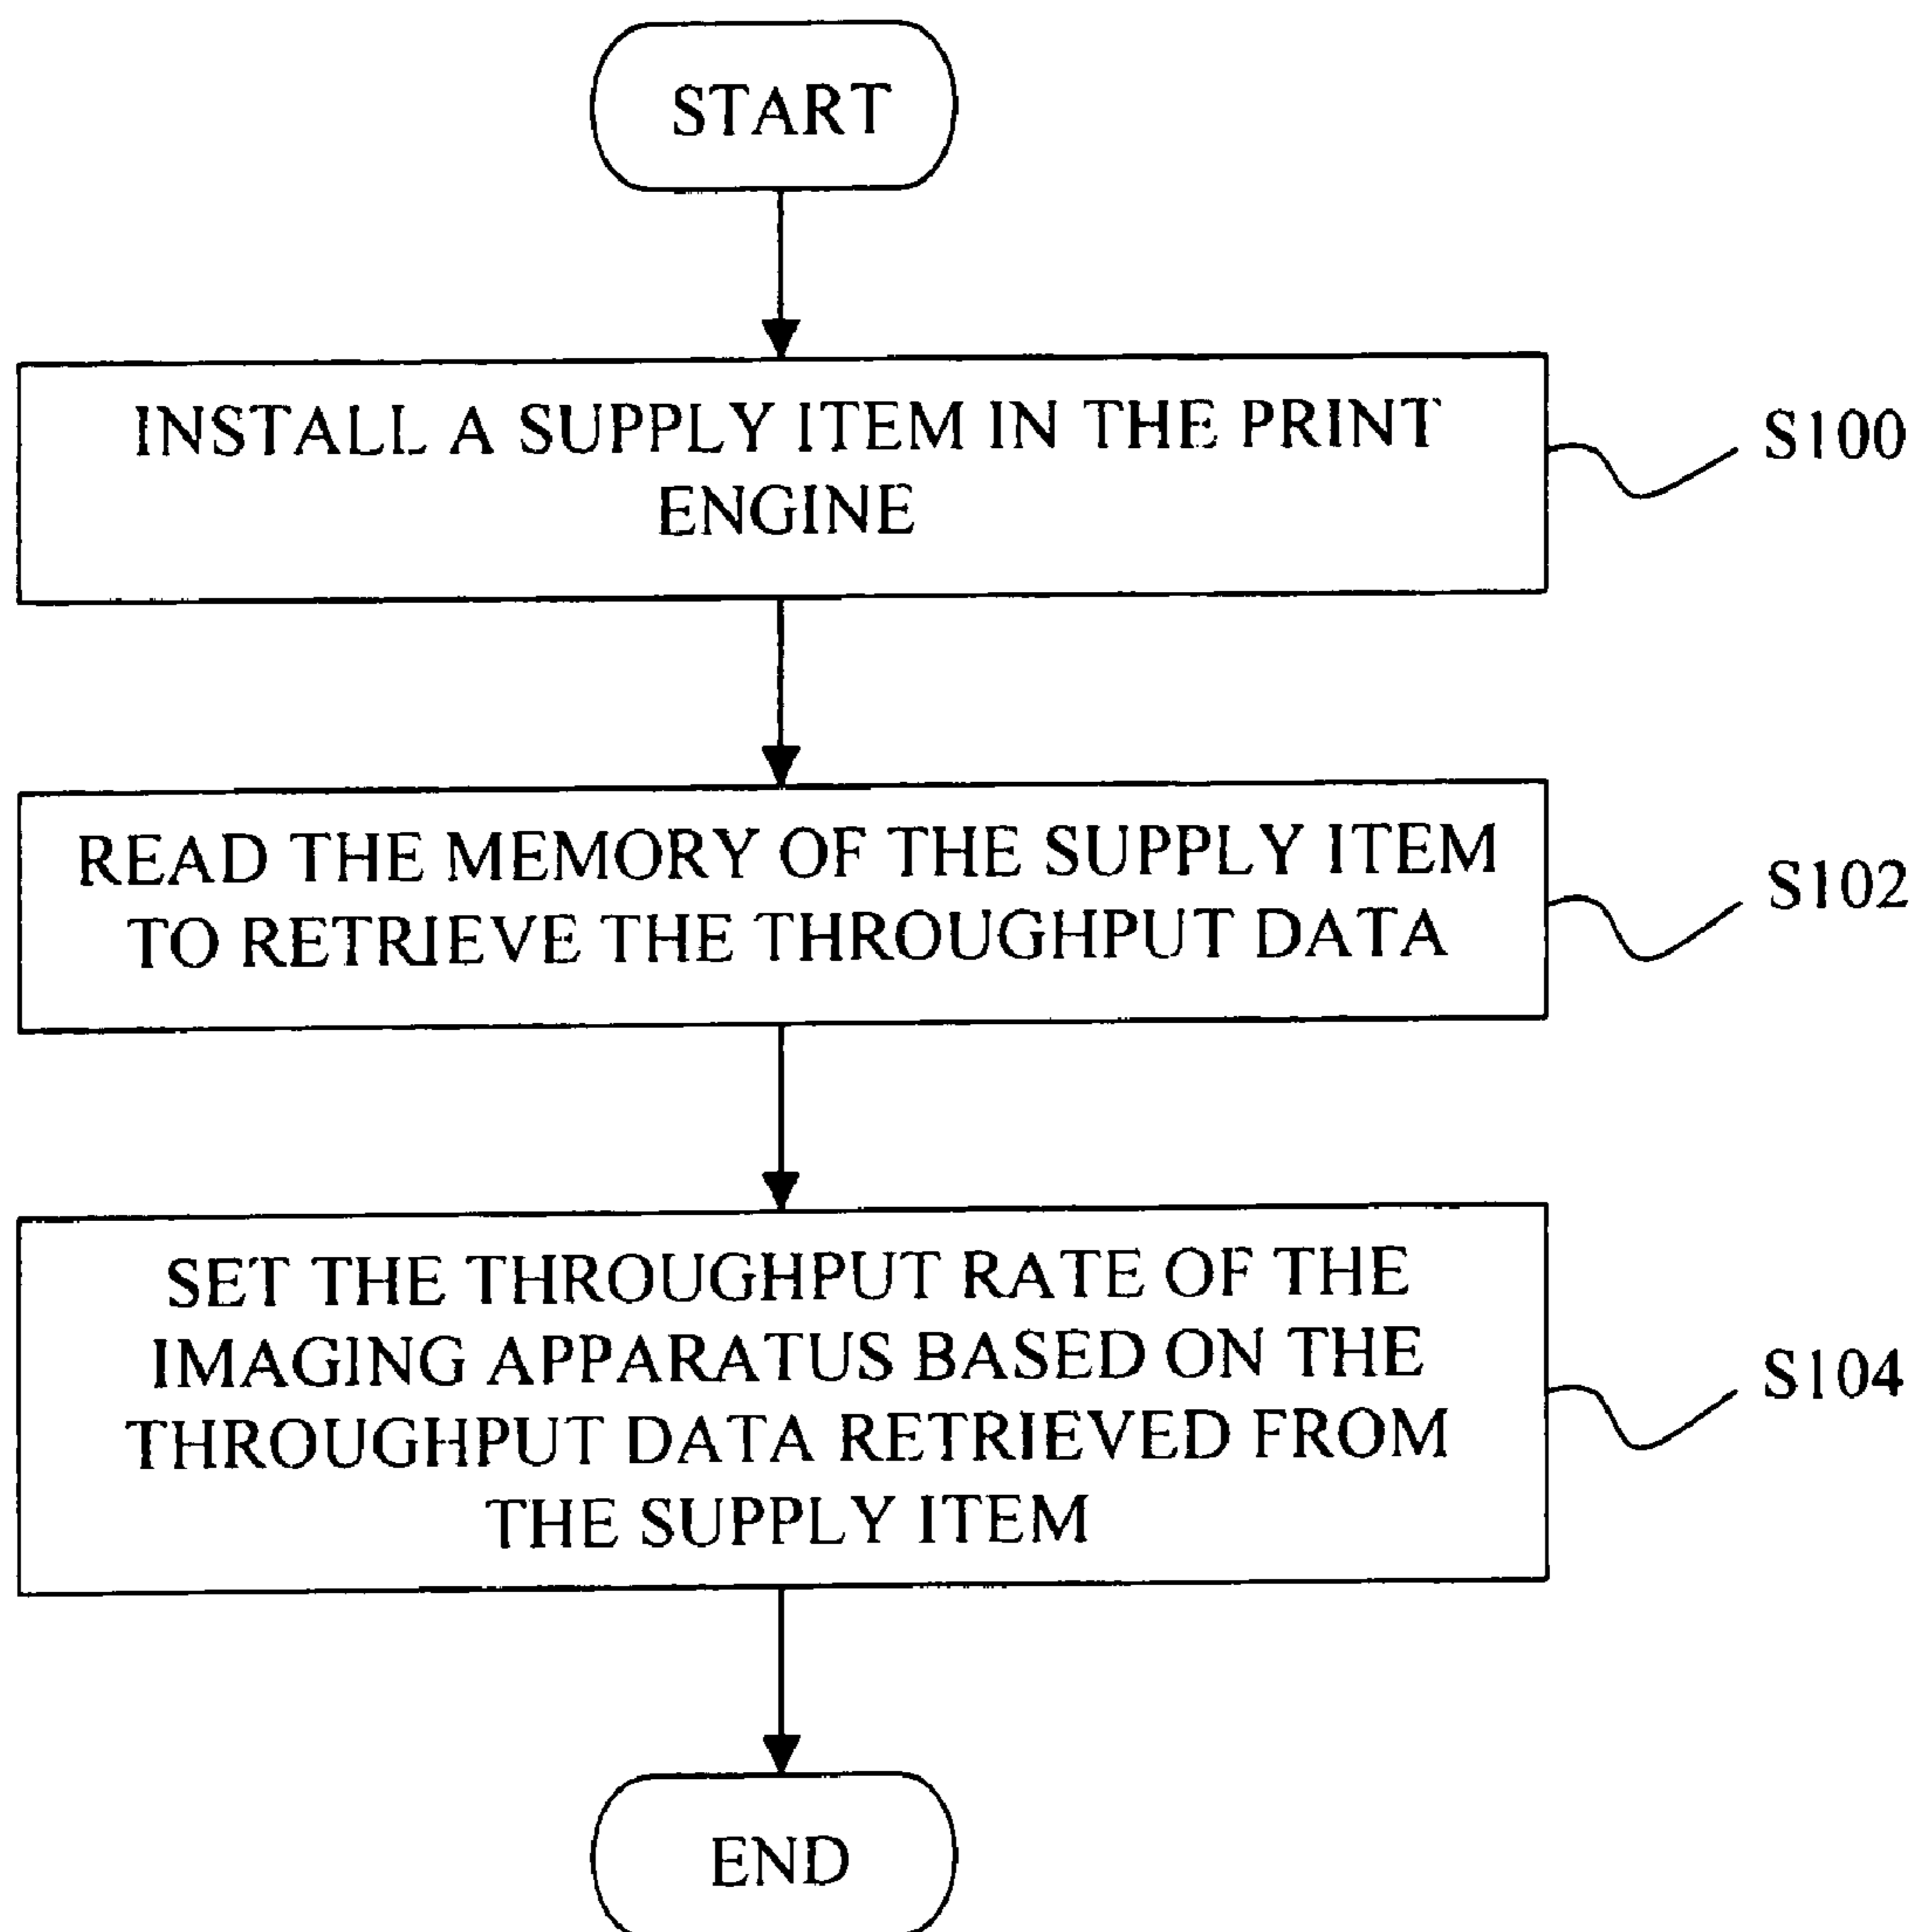 START
INSTALL A SUPPLY ITEM IN THE PRINT
ENGINE
S100
READ THE MEMORY OF THE SUPPLY ITEM
TO RETRIEVE THE THROUGHPUT DATA
S102
SET THE THROUGHPUT RATE OF THE
IMAGING APPARATUS BASED ON THE
THROUGHPUT DATA RETRIEVED FROM
THE SUPPLY ITEM
S104
END